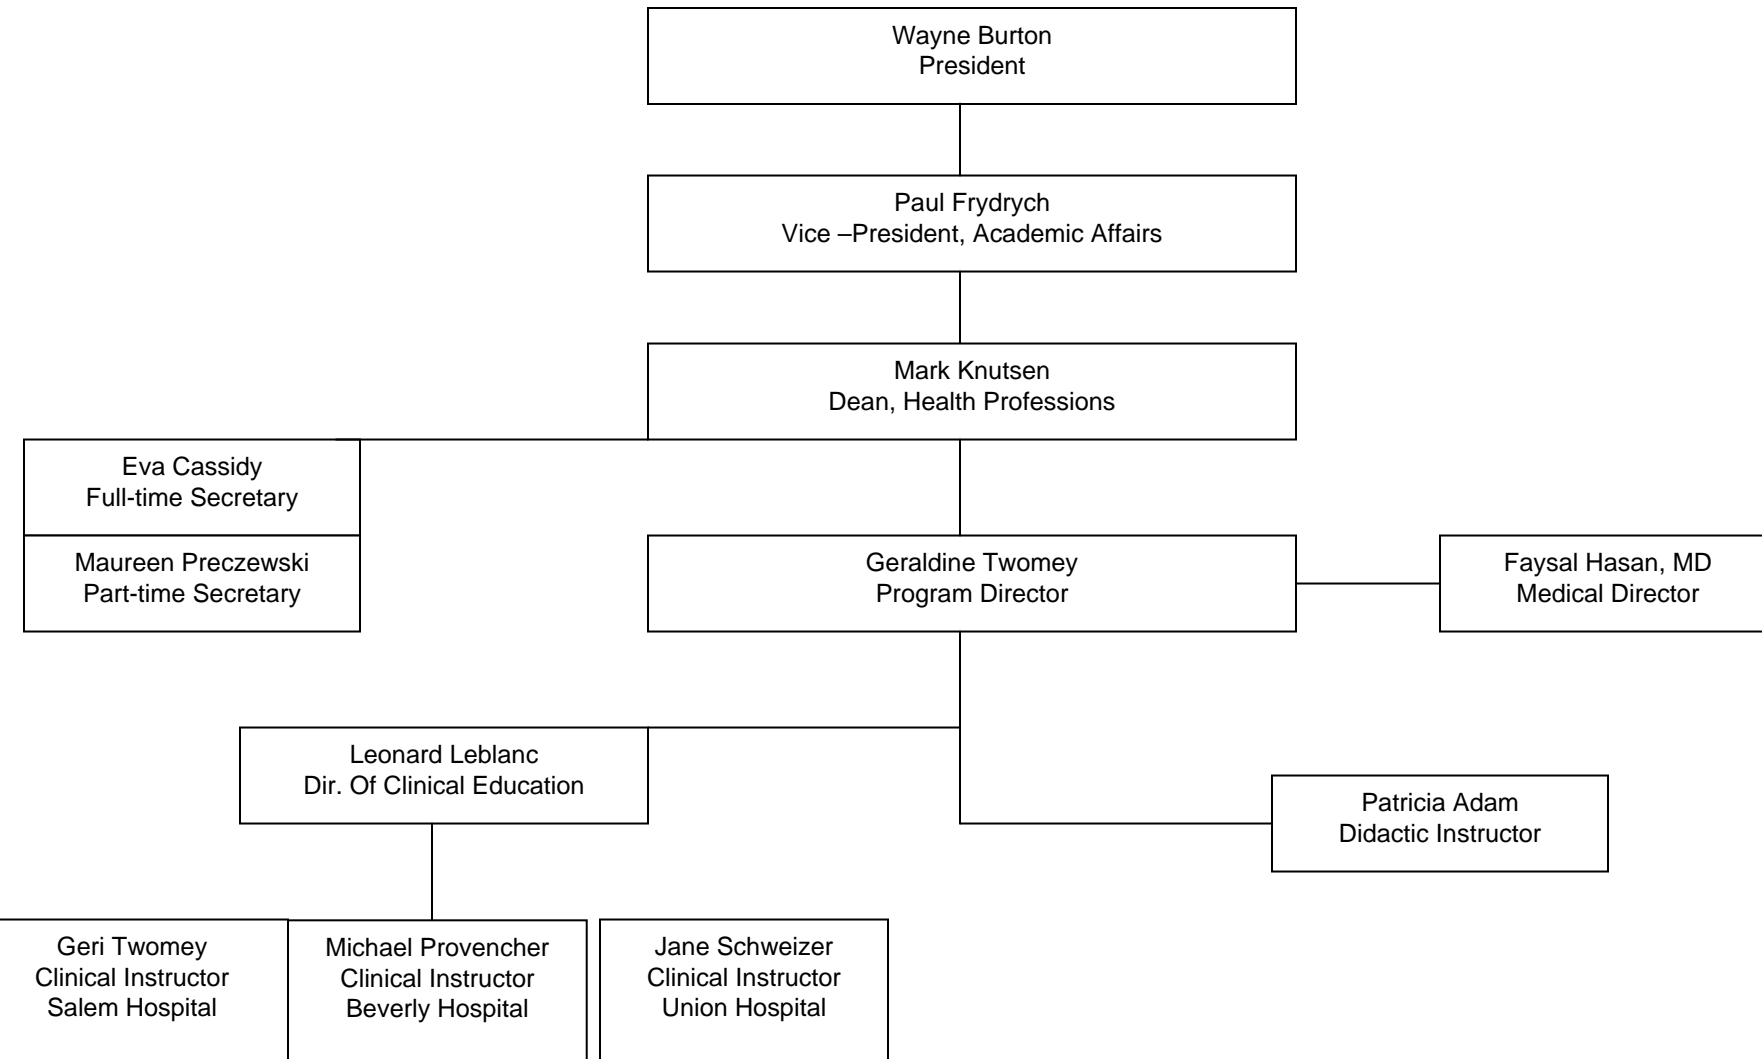 Wayne Burton
President
Paul Frydrych
Vice –President, Academic Affairs
Mark Knutsen
Dean, Health Professions
Eva Cassidy
Full-time Secretary
Maureen Preczewski
Part-time Secretary
Geraldine Twomey
Program Director
Faysal Hasan, MD
Medical Director
Leonard Leblanc
Dir. Of Clinical Education
Patricia Adam
Didactic Instructor
Geri Twomey
Clinical Instructor
Salem Hospital
Michael Provencher
Clinical Instructor
Beverly Hospital
Jane Schweizer
Clinical Instructor
Union Hospital